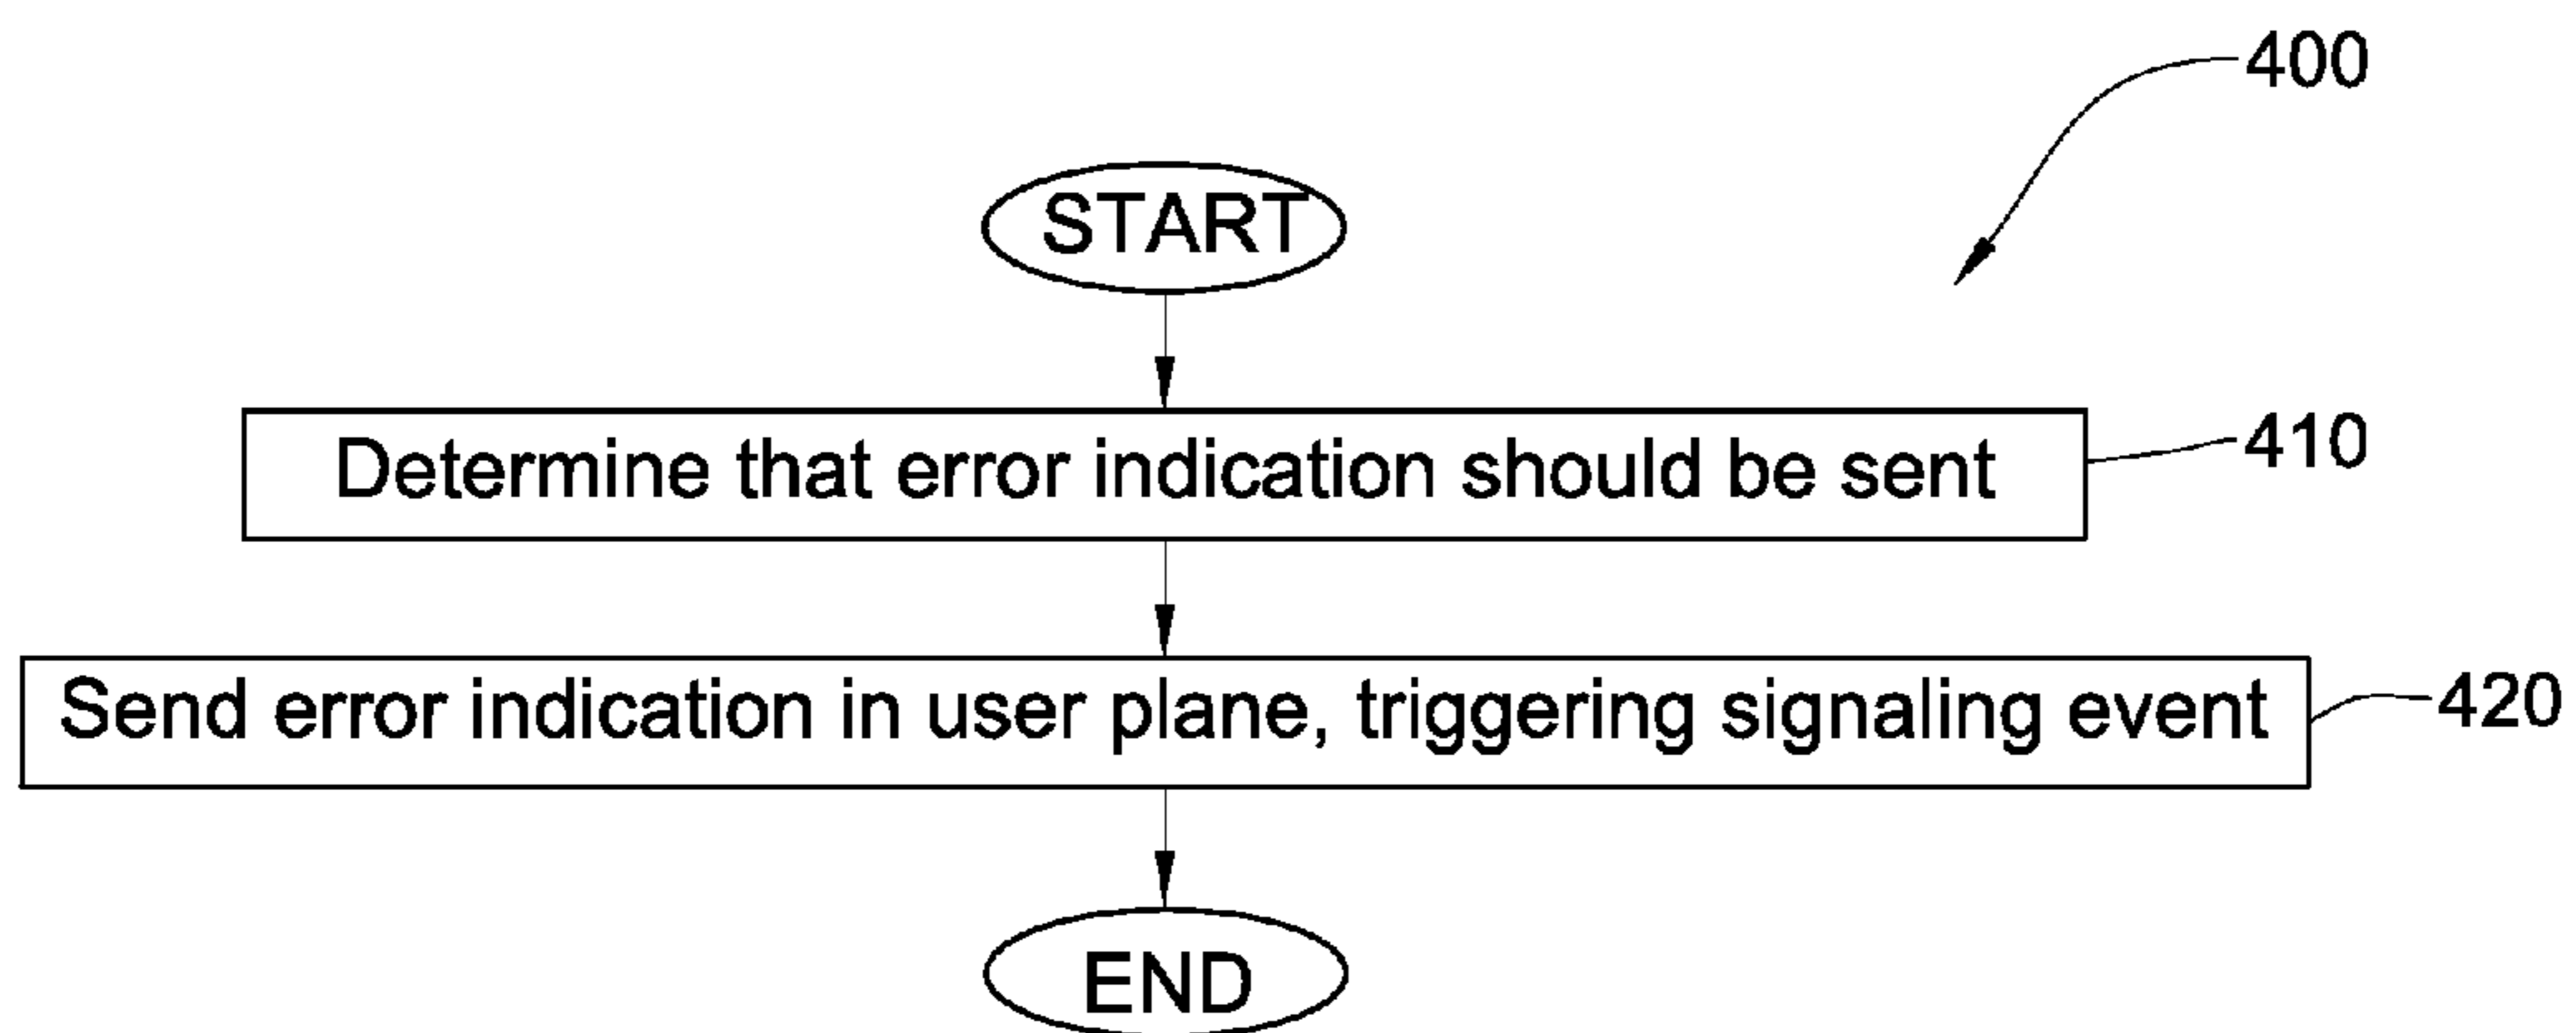 400
START
Determine that error indication should be sent
410
Send error indication in user plane, triggering signaling event
420
END